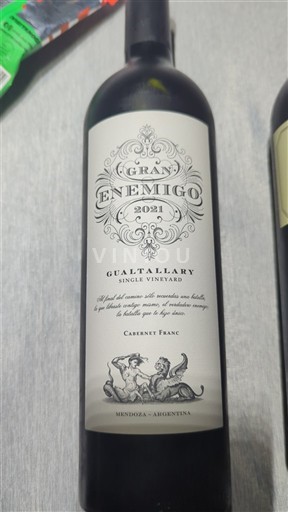 GRAN
ENEMIGO
2021
VINOU
GUALTALLARY
SINGLE VINEYARD
Al final del camino sólo recuerdas una batalla,
la que libraste contigo mismo, el verdadero enemigo,
la batalla que te hizo único.
CABERNET FRANC
MENDOZA - ARGENTINA